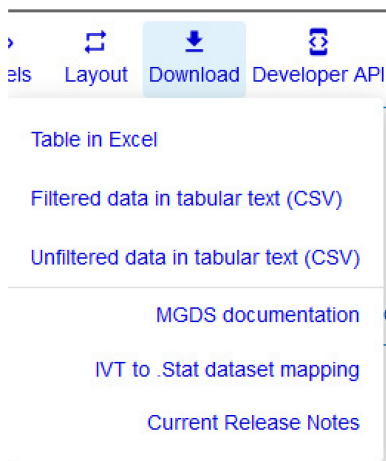 els Layout Download Developer API
Table in Excel
Filtered data in tabular text (CSV)
Unfiltered data in tabular text (CSV)
MGDS documentation
IVT to .Stat dataset mapping
Current Release Notes